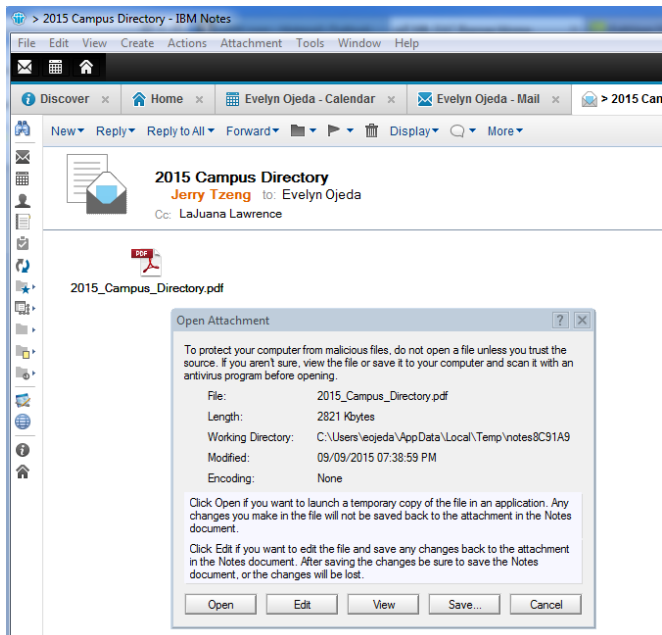 > 2015 Campus Directory - IBM Notes
File Edit View Create Actions Attachment Tools Window Help
Discover × Home × Evelyn Ojeda - Calendar × Evelyn Ojeda - Mail × > 2015 Can
New Reply Reply to All Forward Display More
2015 Campus Directory
Jerry Tzeng to: Evelyn Ojeda
Cc: LaJuana Lawrence
PDF
2015_Campus_Directory.pdf
Open Attachment ? X
To protect your computer from malicious files, do not open a file unless you trust the
source. If you aren't sure, view the file or save it to your computer and scan it with an
antivirus program before opening.
File: 2015_Campus_Directory.pdf
Length: 2821 Kbytes
Working Directory: C:\Users\eojeda\AppData\Local\Temp\notes8C91A9
Modified: 09/09/2015 07:38:59 PM
Encoding: None
Click Open if you want to launch a temporary copy of the file in an application. Any
changes you make in the file will not be saved back to the attachment in the Notes
document.
Click Edit if you want to edit the file and save any changes back to the attachment
in the Notes document. After saving the changes be sure to save the Notes
document, or the changes will be lost.
Open Edit View Save... Cancel